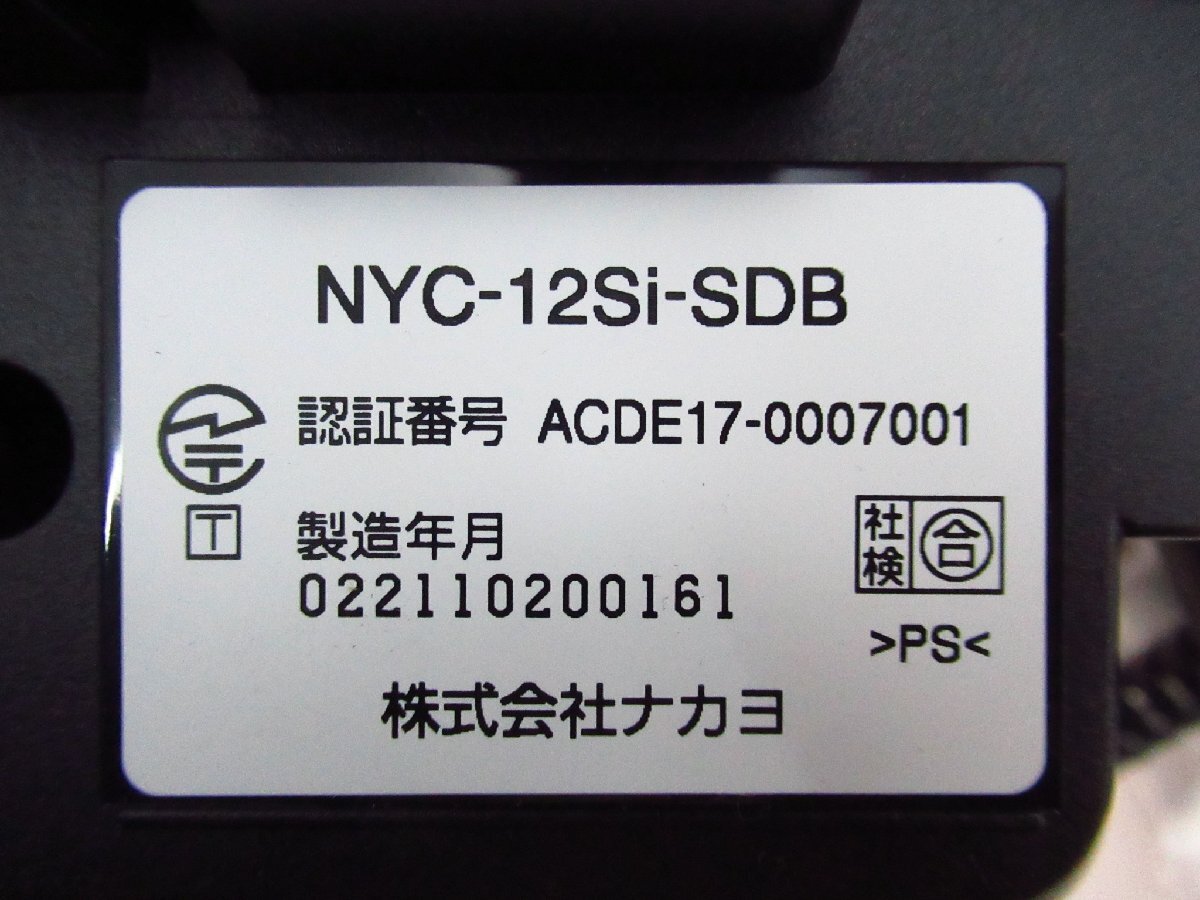 NYC-12Si-SDB
認証番号 ACDE17-0007001
T
製造年月
022110200161
社検 合
>PS<
株式会社ナカヨ